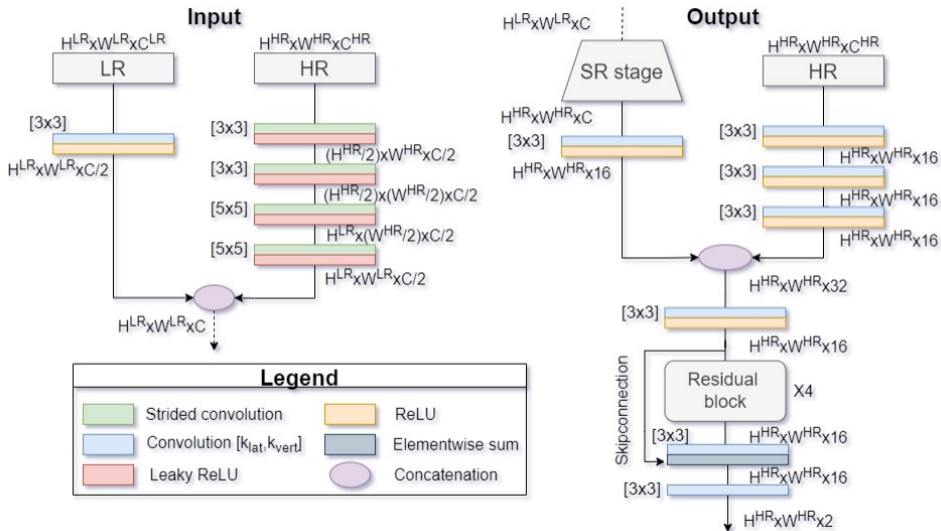 Input
H^LRxW^LRxC^LR
LR
[3x3]
H^LRxW^LRxC/2
H^HRxW^HRxC^HR
HR
[3x3]
(H^HR/2)xW^HRxC/2
[3x3]
(H^HR/2)x(W^HR/2)xC/2
[5x5]
H^LRx(W^HR/2)xC/2
[5x5]
H^LRxW^LRxC/2
H^LRxW^LRxC
Output
H^LRxW^LRxC
SR stage
H^HRxW^HRxC
[3x3]
H^HRxW^HRx16
H^HRxW^HRxC^HR
HR
[3x3]
H^HRxW^HRx16
[3x3]
H^HRxW^HRx16
[3x3]
H^HRxW^HRx16
H^HRxW^HRx32
[3x3]
H^HRxW^HRx16
Skipconnection
Residual
block
X4
[3x3]
H^HRxW^HRx16
H^HRxW^HRx16
[3x3]
H^HRxW^HRx2
Legend
Strided convolution
ReLU
Convolution [k_lat,k_vert]
Elementwise sum
Leaky ReLU
Concatenation